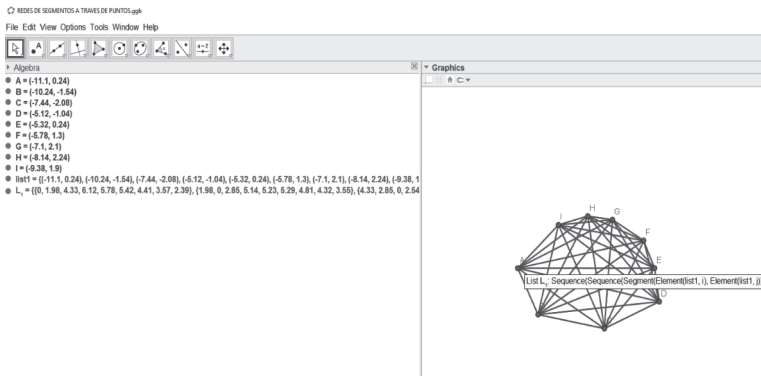 REDES DE SEGMENTOS A TRAVES DE PUNTOS.ggb
File Edit View Options Tools Window Help
A
a=2
Algebra
Graphics
A = (-11.1, 0.24)
B = (-10.24, -1.54)
C = (-7.44, -2.08)
D = (-5.12, -1.04)
E = (-5.32, 0.24)
F = (-5.78, 1.3)
G = (-7.1, 2.1)
H = (-8.14, 2.24)
I = (-9.38, 1.9)
list1 = {(-11.1, 0.24), (-10.24, -1.54), (-7.44, -2.08), (-5.12, -1.04), (-5.32, 0.24), (-5.78, 1.3), (-7.1, 2.1), (-8.14, 2.24), (-9.38, 1
L₁ = {{0, 1.98, 4.33, 6.12, 5.78, 5.42, 4.41, 3.57, 2.39}, {1.98, 0, 2.85, 5.14, 5.23, 5.29, 4.81, 4.32, 3.55}, {4.33, 2.85, 0, 2.54
H
G
I
F
A
E
List L₁: Sequence(Sequence(Segment(Element(list1, i), Element(list1, j)
D